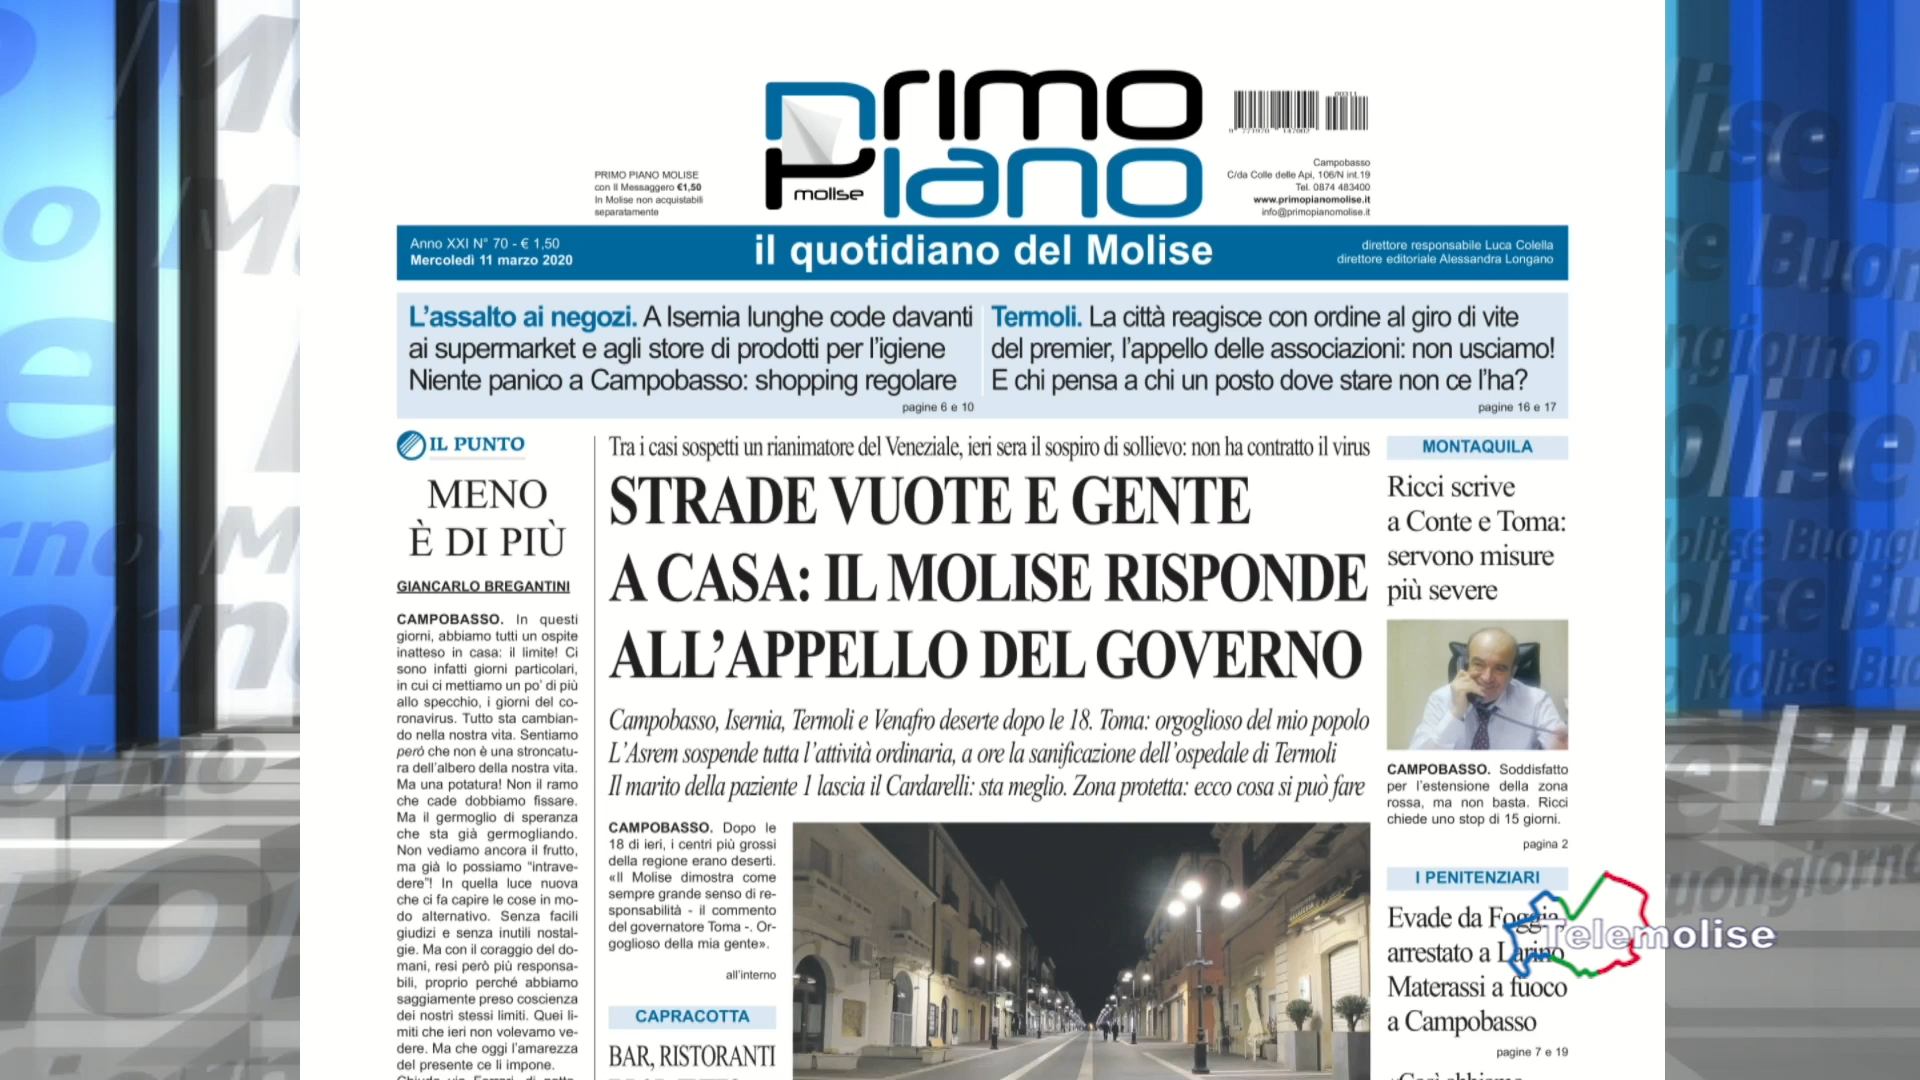 PRIMO
PIANO
molise
00311
9 771970 147002
PRIMO PIANO MOLISE
con Il Messaggero €1,50
In Molise non acquistabili
separatamente
Campobasso
C/da Colle delle Api, 106/N int.19
Tel. 0874 483400
www.primopianomolise.it
info@primopianomolise.it
Anno XXI N° 70 - € 1,50
Mercoledì 11 marzo 2020
il quotidiano del Molise
direttore responsabile Luca Colella
direttore editoriale Alessandra Longano
L'assalto ai negozi. A Isernia lunghe code davanti
ai supermarket e agli store di prodotti per l'igiene
Niente panico a Campobasso: shopping regolare
pagine 6 e 10
Termoli. La città reagisce con ordine al giro di vite
del premier, l'appello delle associazioni: non usciamo!
E chi pensa a chi un posto dove stare non ce l'ha?
pagine 16 e 17
IL PUNTO
MENO
È DI PIÙ
GIANCARLO BREGANTINI
CAMPOBASSO. In questi
giorni, abbiamo tutti un ospite
inatteso in casa: il limite! Ci
sono infatti giorni particolari,
in cui ci mettiamo un po' di più
allo specchio, i giorni del co-
ronavirus. Tutto sta cambian-
do nella nostra vita. Sentiamo
però che non è una stroncatu-
ra dell'albero della nostra vita.
Ma una potatura! Non il ramo
che cade dobbiamo fissare.
Ma il germoglio di speranza
che sta già germogliando.
Non vediamo ancora il frutto,
ma già lo possiamo "intrave-
dere"! In quella luce nuova
che ci fa capire le cose in mo-
do alternativo. Senza facili
giudizi e senza inutili nostal-
gie. Ma con il coraggio del do-
mani, resi però più responsa-
bili, proprio perché abbiamo
saggiamente preso coscienza
dei nostri stessi limiti. Quei li-
miti che ieri non volevamo ve-
dere. Ma che oggi l'amarezza
del presente ce li impone.
Tra i casi sospetti un rianimatore del Veneziale, ieri sera il sospiro di sollievo: non ha contratto il virus
STRADE VUOTE E GENTE
A CASA: IL MOLISE RISPONDE
ALL'APPELLO DEL GOVERNO
Campobasso, Isernia, Termoli e Venafro deserte dopo le 18. Toma: orgoglioso del mio popolo
L'Asrem sospende tutta l'attività ordinaria, a ore la sanificazione dell'ospedale di Termoli
Il marito della paziente 1 lascia il Cardarelli: sta meglio. Zona protetta: ecco cosa si può fare
CAMPOBASSO. Dopo le
18 di ieri, i centri più grossi
della regione erano deserti.
«Il Molise dimostra come
sempre grande senso di re-
sponsabilità - il commento
del governatore Toma -. Or-
goglioso della mia gente».
all'interno
CAPRACOTTA
BAR, RISTORANTI
MONTAQUILA
Ricci scrive
a Conte e Toma:
servono misure
più severe
CAMPOBASSO. Soddisfatto
per l'estensione della zona
rossa, ma non basta. Ricci
chiede uno stop di 15 giorni.
pagina 2
I PENITENZIARI
Evade da Foggia,
arrestato a Larino
Materassi a fuoco
a Campobasso
pagine 7 e 19
Telemolise